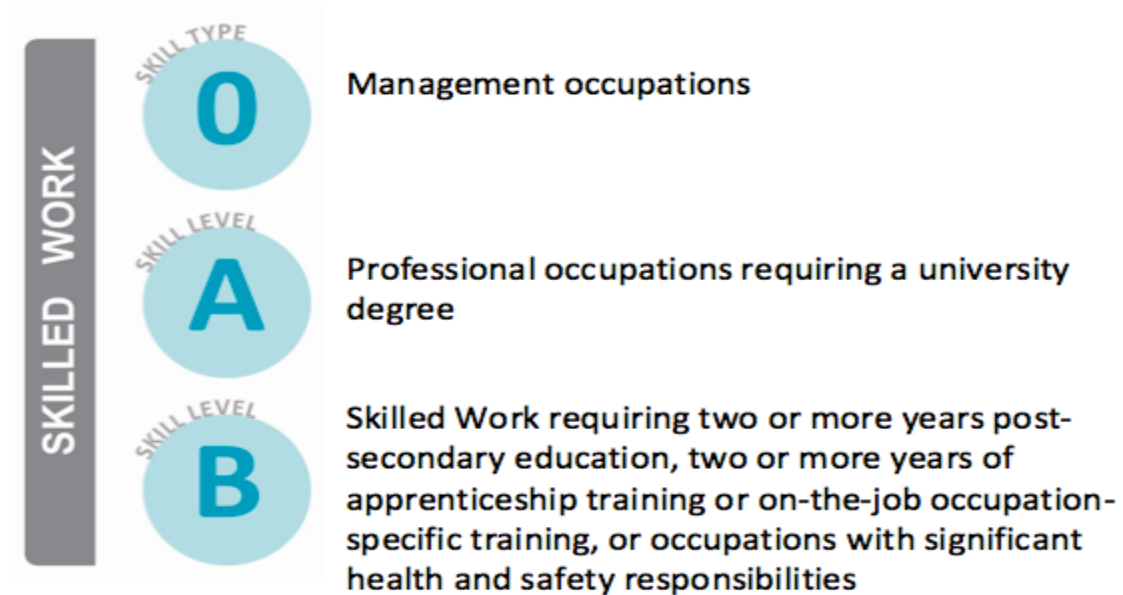 SKILLED WORK
SKILL TYPE
0
Management occupations
SKILL LEVEL
A
Professional occupations requiring a university
degree
SKILL LEVEL
B
Skilled Work requiring two or more years post-
secondary education, two or more years of
apprenticeship training or on-the-job occupation-
specific training, or occupations with significant
health and safety responsibilities